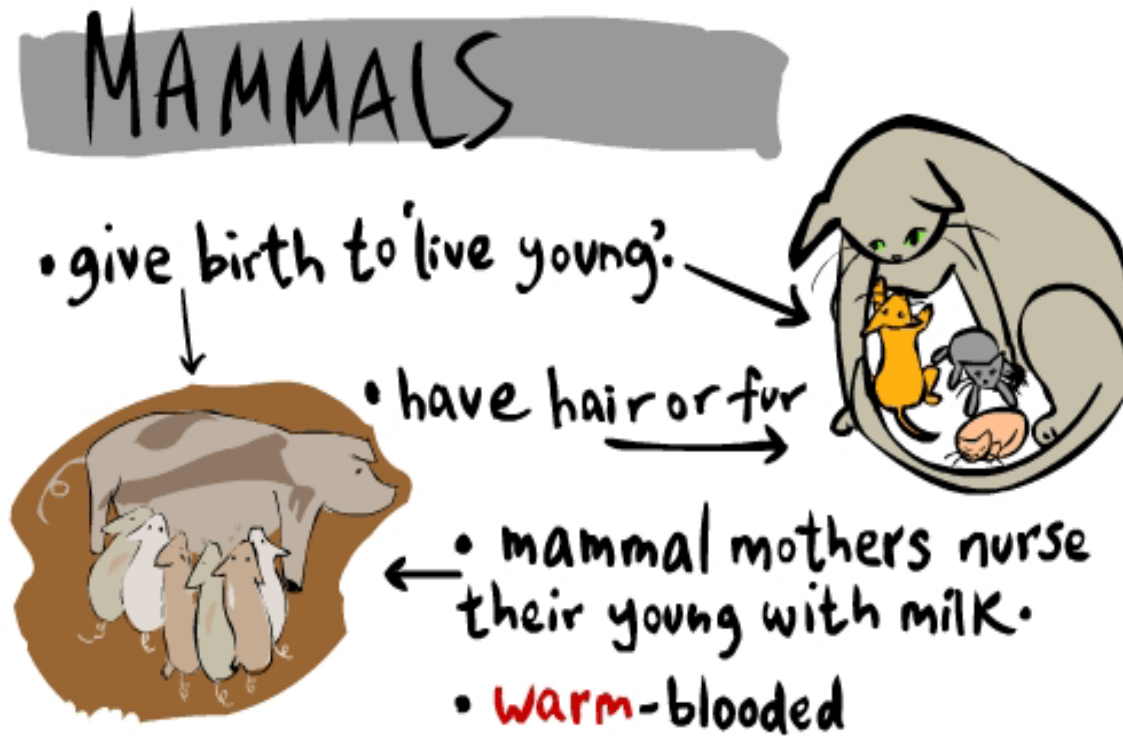 MAMMALS
• give birth to 'live young'.
• have hair or fur
• mammal mothers nurse
their young with milk.
• warm-blooded